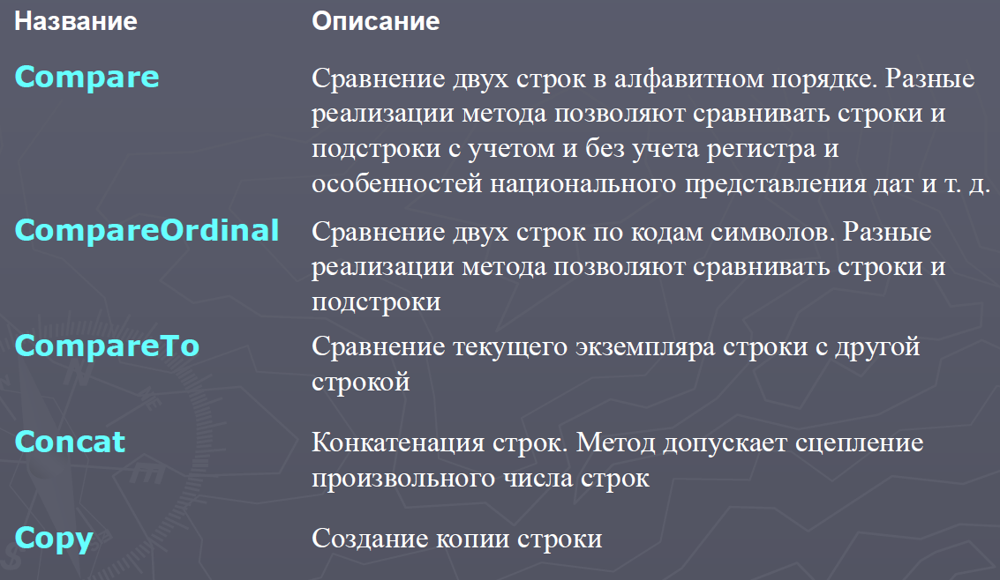 Название Описание
Compare Сравнение двух строк в алфавитном порядке. Разные
реализации метода позволяют сравнивать строки и
подстроки с учетом и без учета регистра и
особенностей национального представления дат и т. д.
CompareOrdinal Сравнение двух строк по кодам символов. Разные
реализации метода позволяют сравнивать строки и
подстроки
CompareTo Сравнение текущего экземпляра строки с другой
строкой
Concat Конкатенация строк. Метод допускает сцепление
произвольного числа строк
Copy Создание копии строки
N
N
NE
E
S